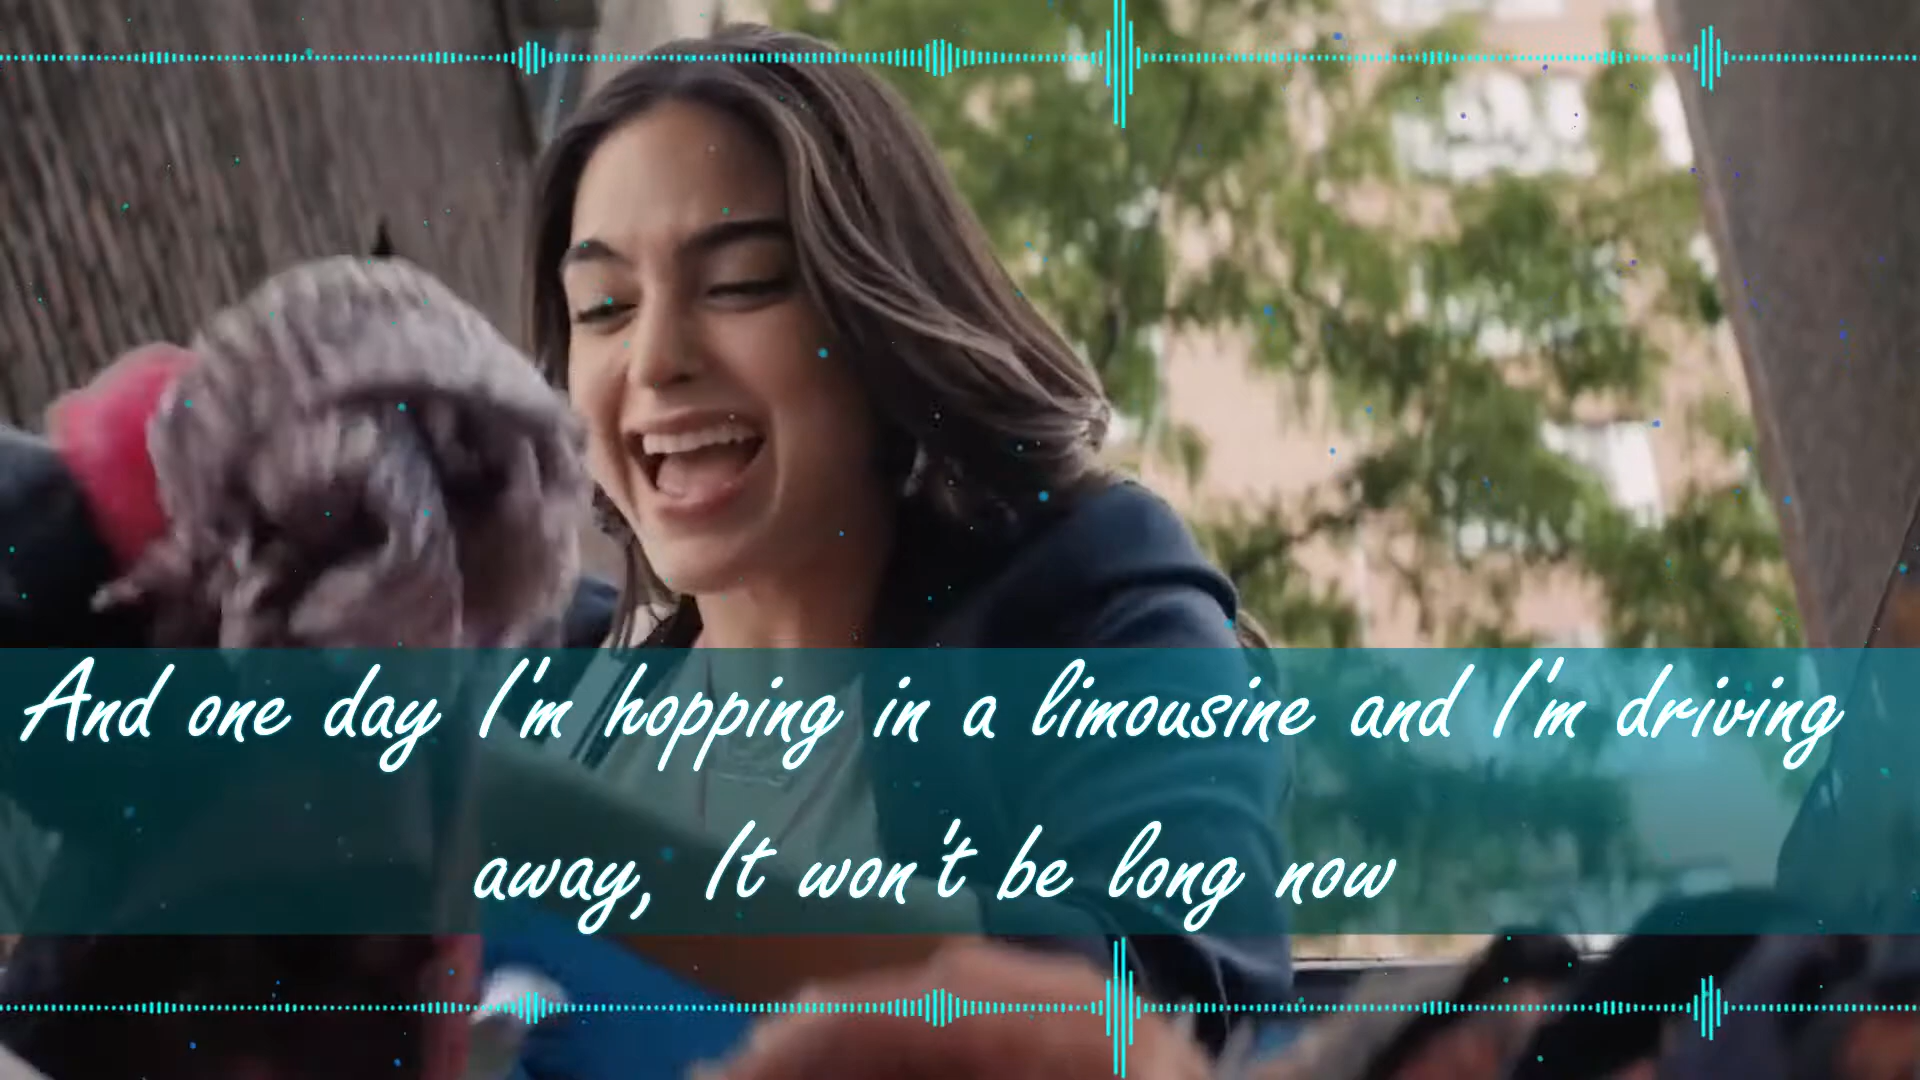 And one day I'm hopping in a limousine and I'm driving
away, It won't be long now